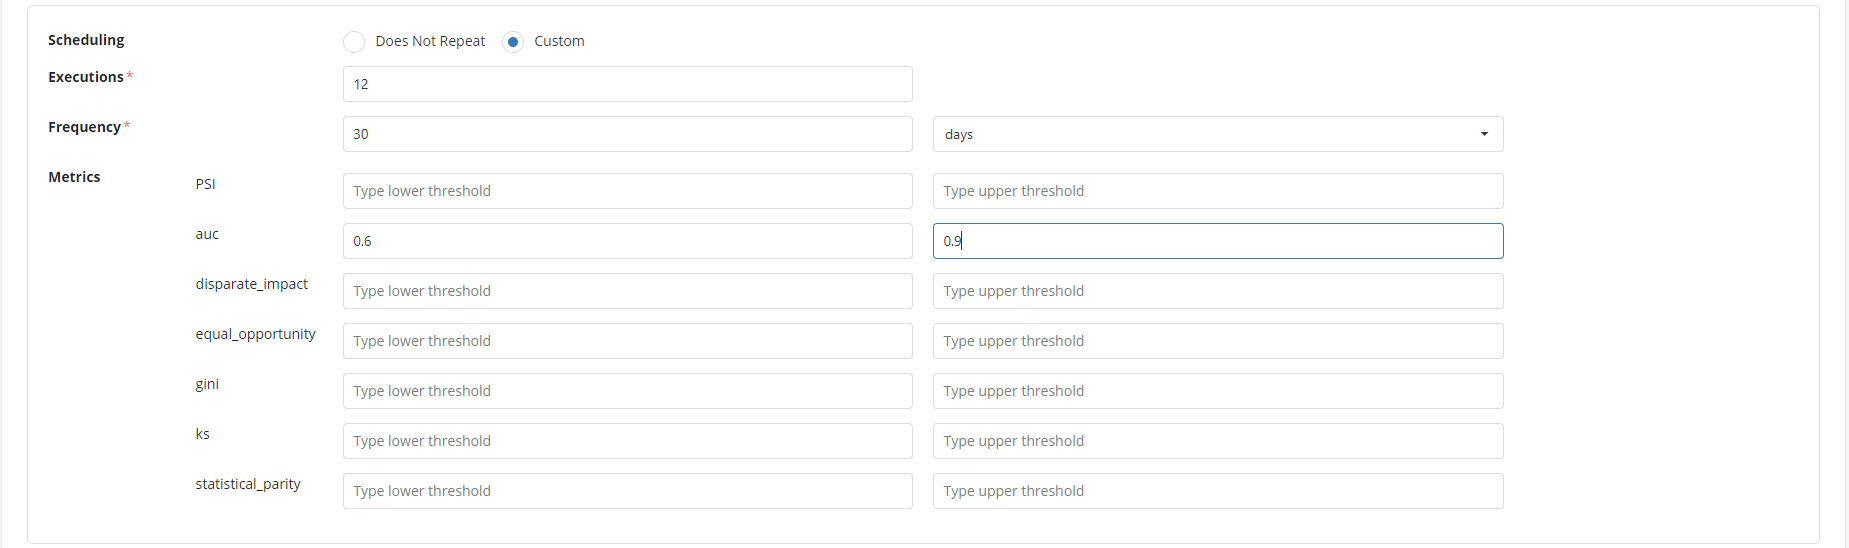 Scheduling Does Not Repeat Custom
Executions * 12
Frequency * 30 days
Metrics PSI Type lower threshold Type upper threshold
auc 0.6 0.9
disparate_impact Type lower threshold Type upper threshold
equal_opportunity Type lower threshold Type upper threshold
gini Type lower threshold Type upper threshold
ks Type lower threshold Type upper threshold
statistical_parity Type lower threshold Type upper threshold